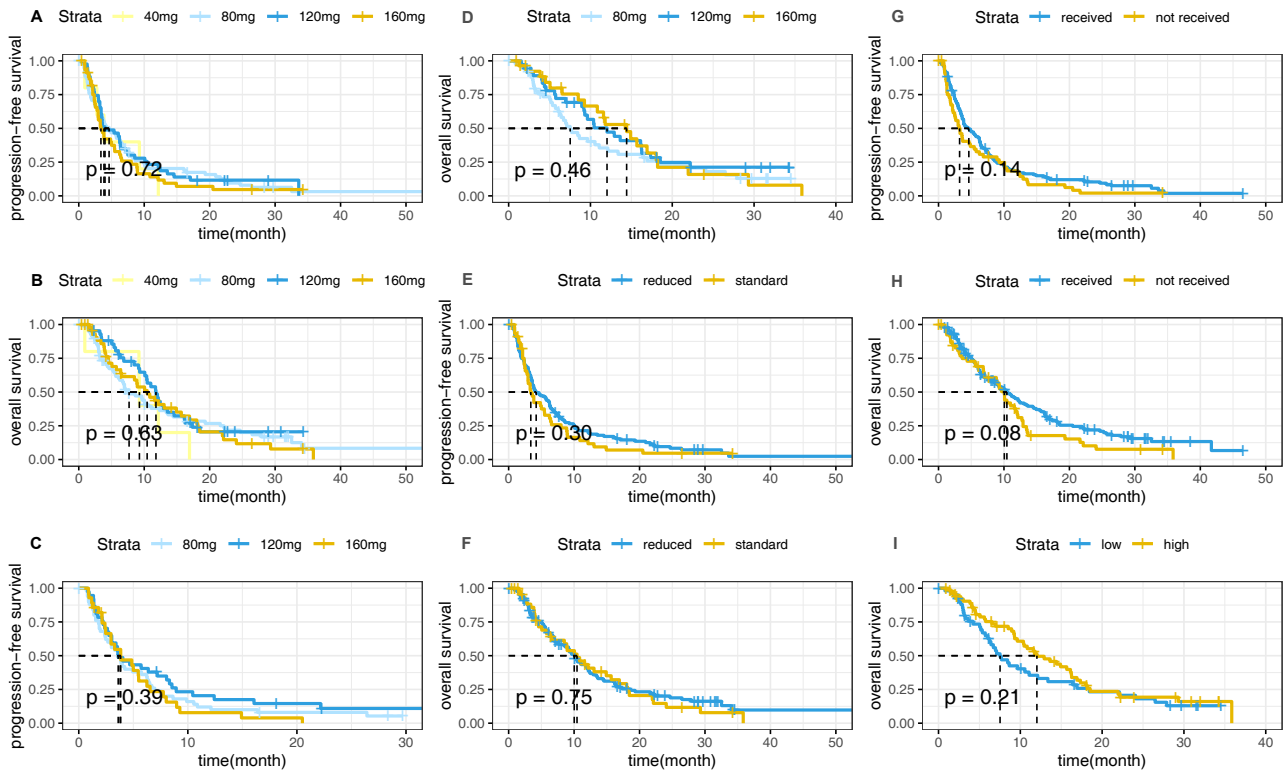 A Strata 40mg 80mg 120mg 160mg
progression−free survival
1.00
0.75
0.50
0.25
0.00
p = 0.72
0 10 20 30 40 50
time(month)
D Strata 80mg 120mg 160mg
overall survival
1.00
0.75
0.50
0.25
0.00
p = 0.46
0 10 20 30 40
time(month)
G Strata received not received
progression−free survival
1.00
0.75
0.50
0.25
0.00
p = 0.14
0 10 20 30 40 50
time(month)
B Strata 40mg 80mg 120mg 160mg
overall survival
1.00
0.75
0.50
0.25
0.00
p = 0.63
0 10 20 30 40 50
time(month)
E Strata reduced standard
progression−free survival
1.00
0.75
0.50
0.25
0.00
p = 0.30
0 10 20 30 40 50
time(month)
H Strata received not received
overall survival
1.00
0.75
0.50
0.25
0.00
p = 0.08
0 10 20 30 40 50
time(month)
C Strata 80mg 120mg 160mg
progression−free survival
1.00
0.75
0.50
0.25
0.00
p = 0.39
0 10 20 30
time(month)
F Strata reduced standard
overall survival
1.00
0.75
0.50
0.25
0.00
p = 0.75
0 10 20 30 40 50
time(month)
I Strata low high
overall survival
1.00
0.75
0.50
0.25
0.00
p = 0.21
0 10 20 30 40
time(month)